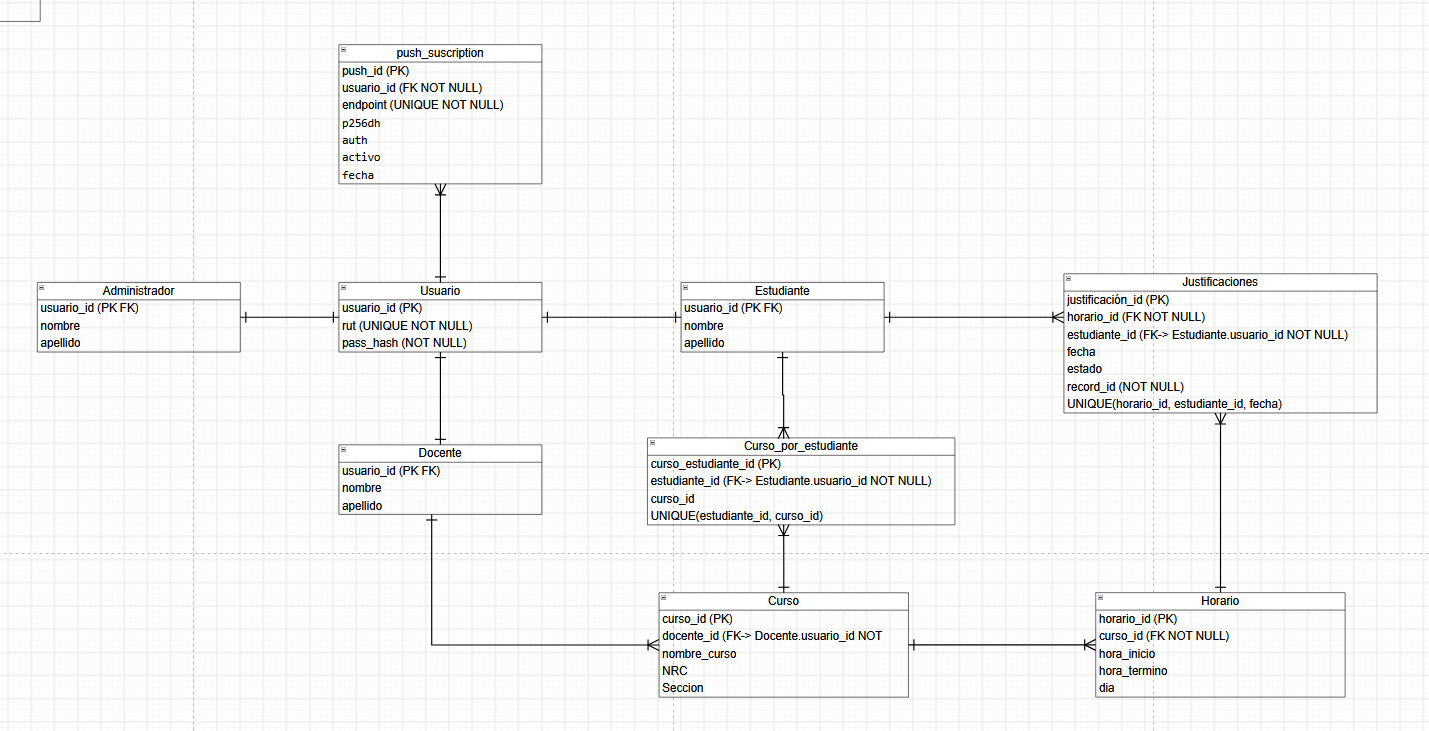 push_suscription
push_id (PK)
usuario_id (FK NOT NULL)
endpoint (UNIQUE NOT NULL)
p256dh
auth
activo
fecha
Administrador
usuario_id (PK FK)
nombre
apellido
Usuario
usuario_id (PK)
rut (UNIQUE NOT NULL)
pass_hash (NOT NULL)
Estudiante
usuario_id (PK FK)
nombre
apellido
Justificaciones
justificación_id (PK)
horario_id (FK NOT NULL)
estudiante_id (FK-> Estudiante.usuario_id NOT NULL)
fecha
estado
record_id (NOT NULL)
UNIQUE(horario_id, estudiante_id, fecha)
Docente
usuario_id (PK FK)
nombre
apellido
Curso_por_estudiante
curso_estudiante_id (PK)
estudiante_id (FK-> Estudiante.usuario_id NOT NULL)
curso_id
UNIQUE(estudiante_id, curso_id)
Curso
curso_id (PK)
docente_id (FK-> Docente.usuario_id NOT
nombre_curso
NRC
Seccion
Horario
horario_id (PK)
curso_id (FK NOT NULL)
hora_inicio
hora_termino
dia